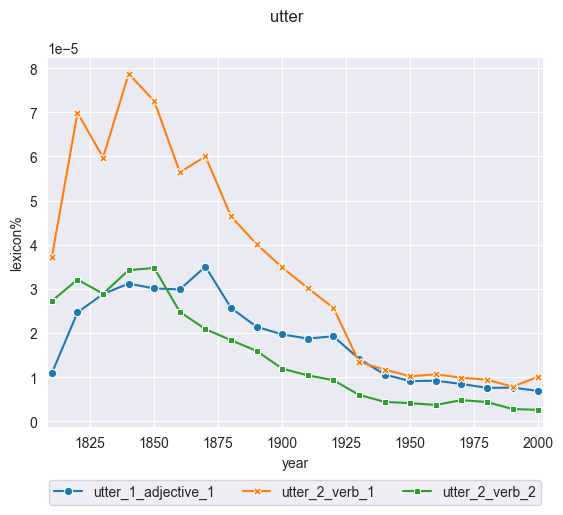 utter
1e−5
8
7
6
5
4
3
2
1
0
lexicon%
1825 1850 1875 1900 1925 1950 1975 2000
year
utter_1_adjective_1 utter_2_verb_1 utter_2_verb_2